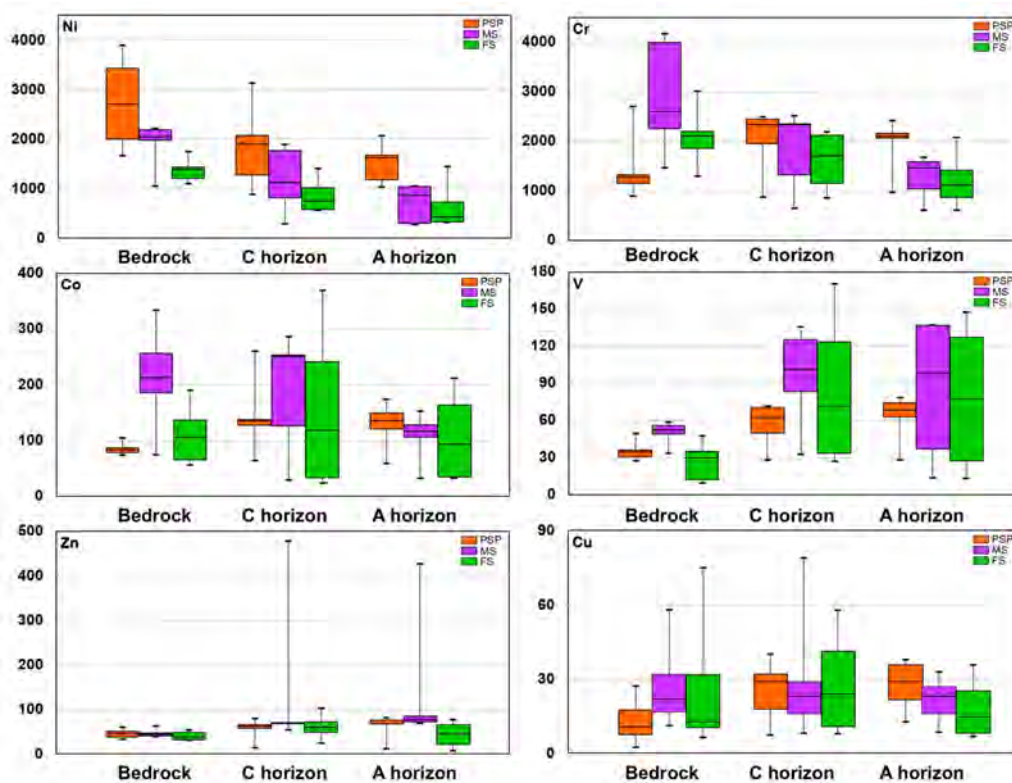 Ni
PSP
MS
FS
4000
3000
2000
1000
0
Bedrock C horizon A horizon
Cr
PSP
MS
FS
4000
3000
2000
1000
0
Bedrock C horizon A horizon
Co
PSP
MS
FS
400
300
200
100
0
Bedrock C horizon A horizon
V
PSP
MS
FS
180
150
120
90
60
30
0
Bedrock C horizon A horizon
Zn
PSP
MS
FS
500
400
300
200
100
0
Bedrock C horizon A horizon
Cu
PSP
MS
FS
90
60
30
0
Bedrock C horizon A horizon